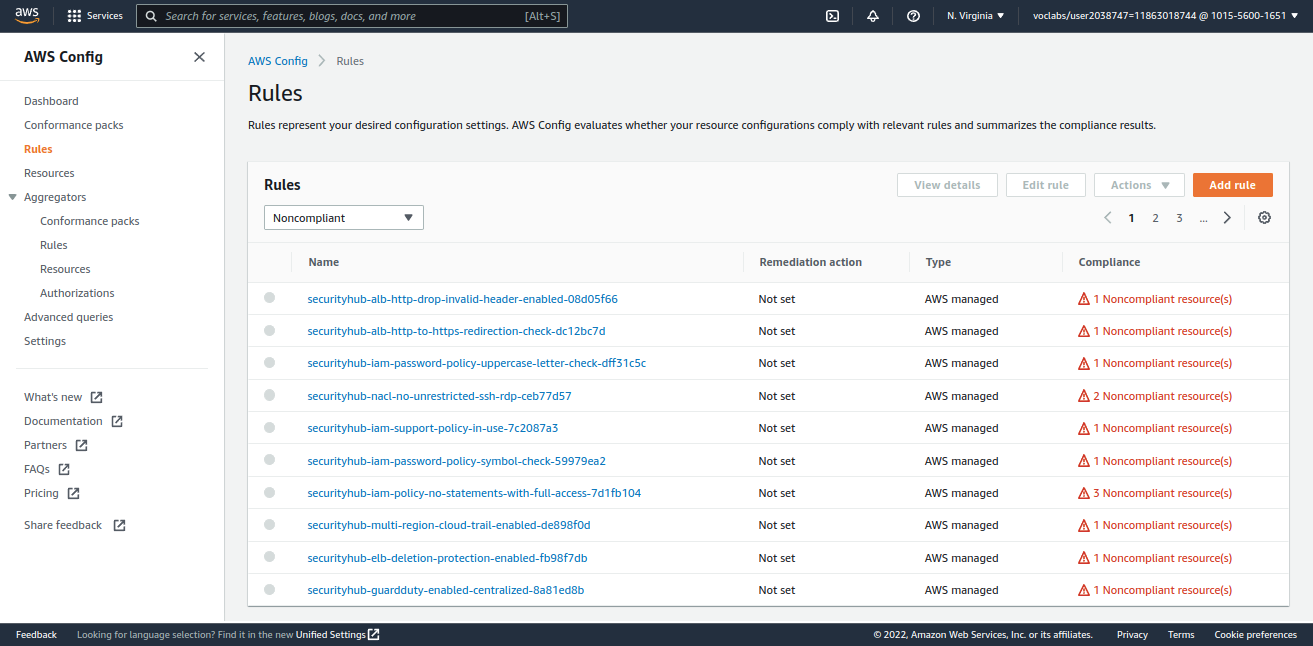 aws Services Search for services, features, blogs, docs, and more [Alt+S] N. Virginia voclabs/user2038747=11863018744 @ 1015-5600-1651
AWS Config
Dashboard
Conformance packs
Rules
Resources
Aggregators
Conformance packs
Rules
Resources
Authorizations
Advanced queries
Settings
What's new
Documentation
Partners
FAQs
Pricing
Share feedback
AWS Config Rules
Rules
Rules represent your desired configuration settings. AWS Config evaluates whether your resource configurations comply with relevant rules and summarizes the compliance results.
Rules View details Edit rule Actions Add rule
Noncompliant 1 2 3 ...
Name Remediation action Type Compliance
securityhub-alb-http-drop-invalid-header-enabled-08d05f66 Not set AWS managed 1 Noncompliant resource(s)
securityhub-alb-http-to-https-redirection-check-dc12bc7d Not set AWS managed 1 Noncompliant resource(s)
securityhub-iam-password-policy-uppercase-letter-check-dff31c5c Not set AWS managed 1 Noncompliant resource(s)
securityhub-nacl-no-unrestricted-ssh-rdp-ceb77d57 Not set AWS managed 2 Noncompliant resource(s)
securityhub-iam-support-policy-in-use-7c2087a3 Not set AWS managed 1 Noncompliant resource(s)
securityhub-iam-password-policy-symbol-check-59979ea2 Not set AWS managed 1 Noncompliant resource(s)
securityhub-iam-policy-no-statements-with-full-access-7d1fb104 Not set AWS managed 3 Noncompliant resource(s)
securityhub-multi-region-cloud-trail-enabled-de898f0d Not set AWS managed 1 Noncompliant resource(s)
securityhub-elb-deletion-protection-enabled-fb98f7db Not set AWS managed 1 Noncompliant resource(s)
securityhub-guardduty-enabled-centralized-8a81ed8b Not set AWS managed 1 Noncompliant resource(s)
Feedback Looking for language selection? Find it in the new Unified Settings © 2022, Amazon Web Services, Inc. or its affiliates. Privacy Terms Cookie preferences